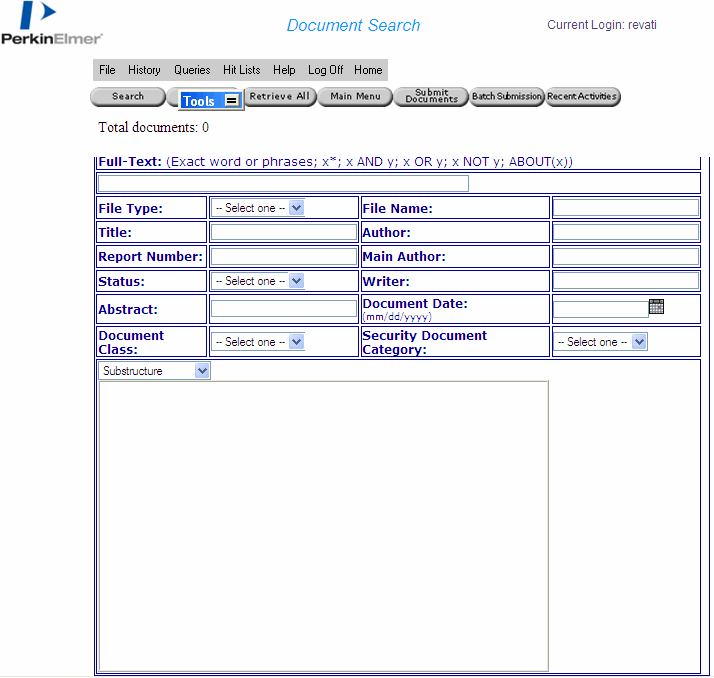 PerkinElmer
Document Search
Current Login: revati
File History Queries Hit Lists Help Log Off Home
Search Tools Retrieve All Main Menu Submit Documents Batch Submission Recent Activities
Total documents: 0
Full-Text: (Exact word or phrases; x*; x AND y; x OR y; x NOT y; ABOUT(x))
File Type: -- Select one -- File Name:
Title: Author:
Report Number: Main Author:
Status: -- Select one -- Writer:
Abstract: Document Date:
(mm/dd/yyyy)
Document Class: -- Select one -- Security Document Category: -- Select one --
Substructure